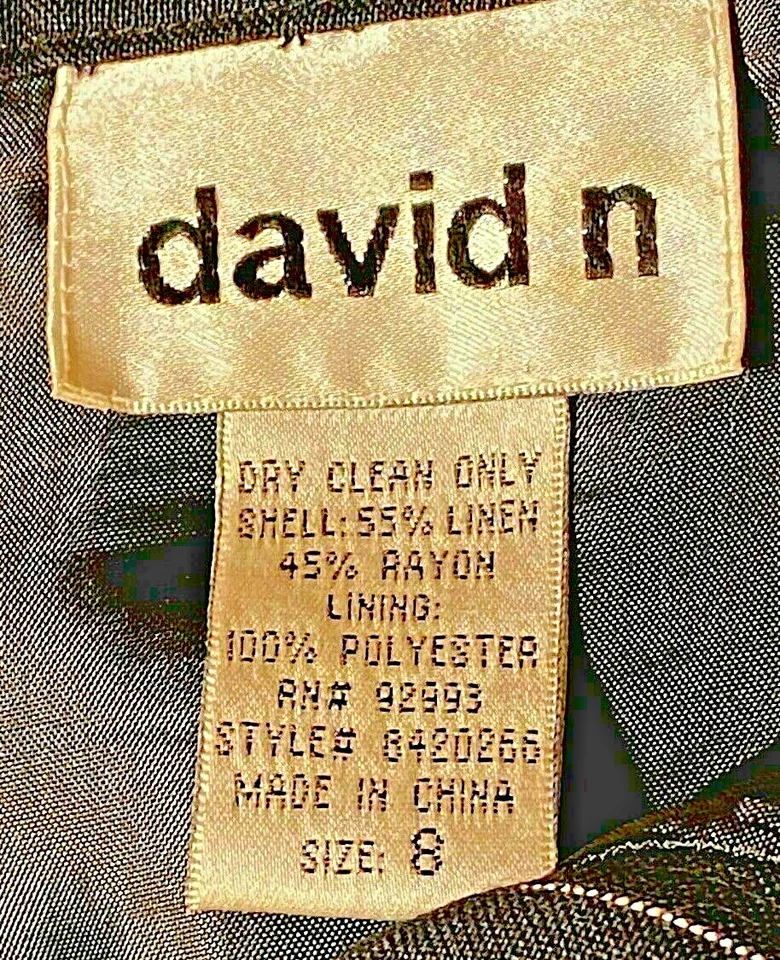 david n
DRY CLEAN ONLY
SHELL: 55% LINEN
45% RAYON
LINING:
100% POLYESTER
RN# 92993
STYLE# 6420266
MADE IN CHINA
SIZE: 8